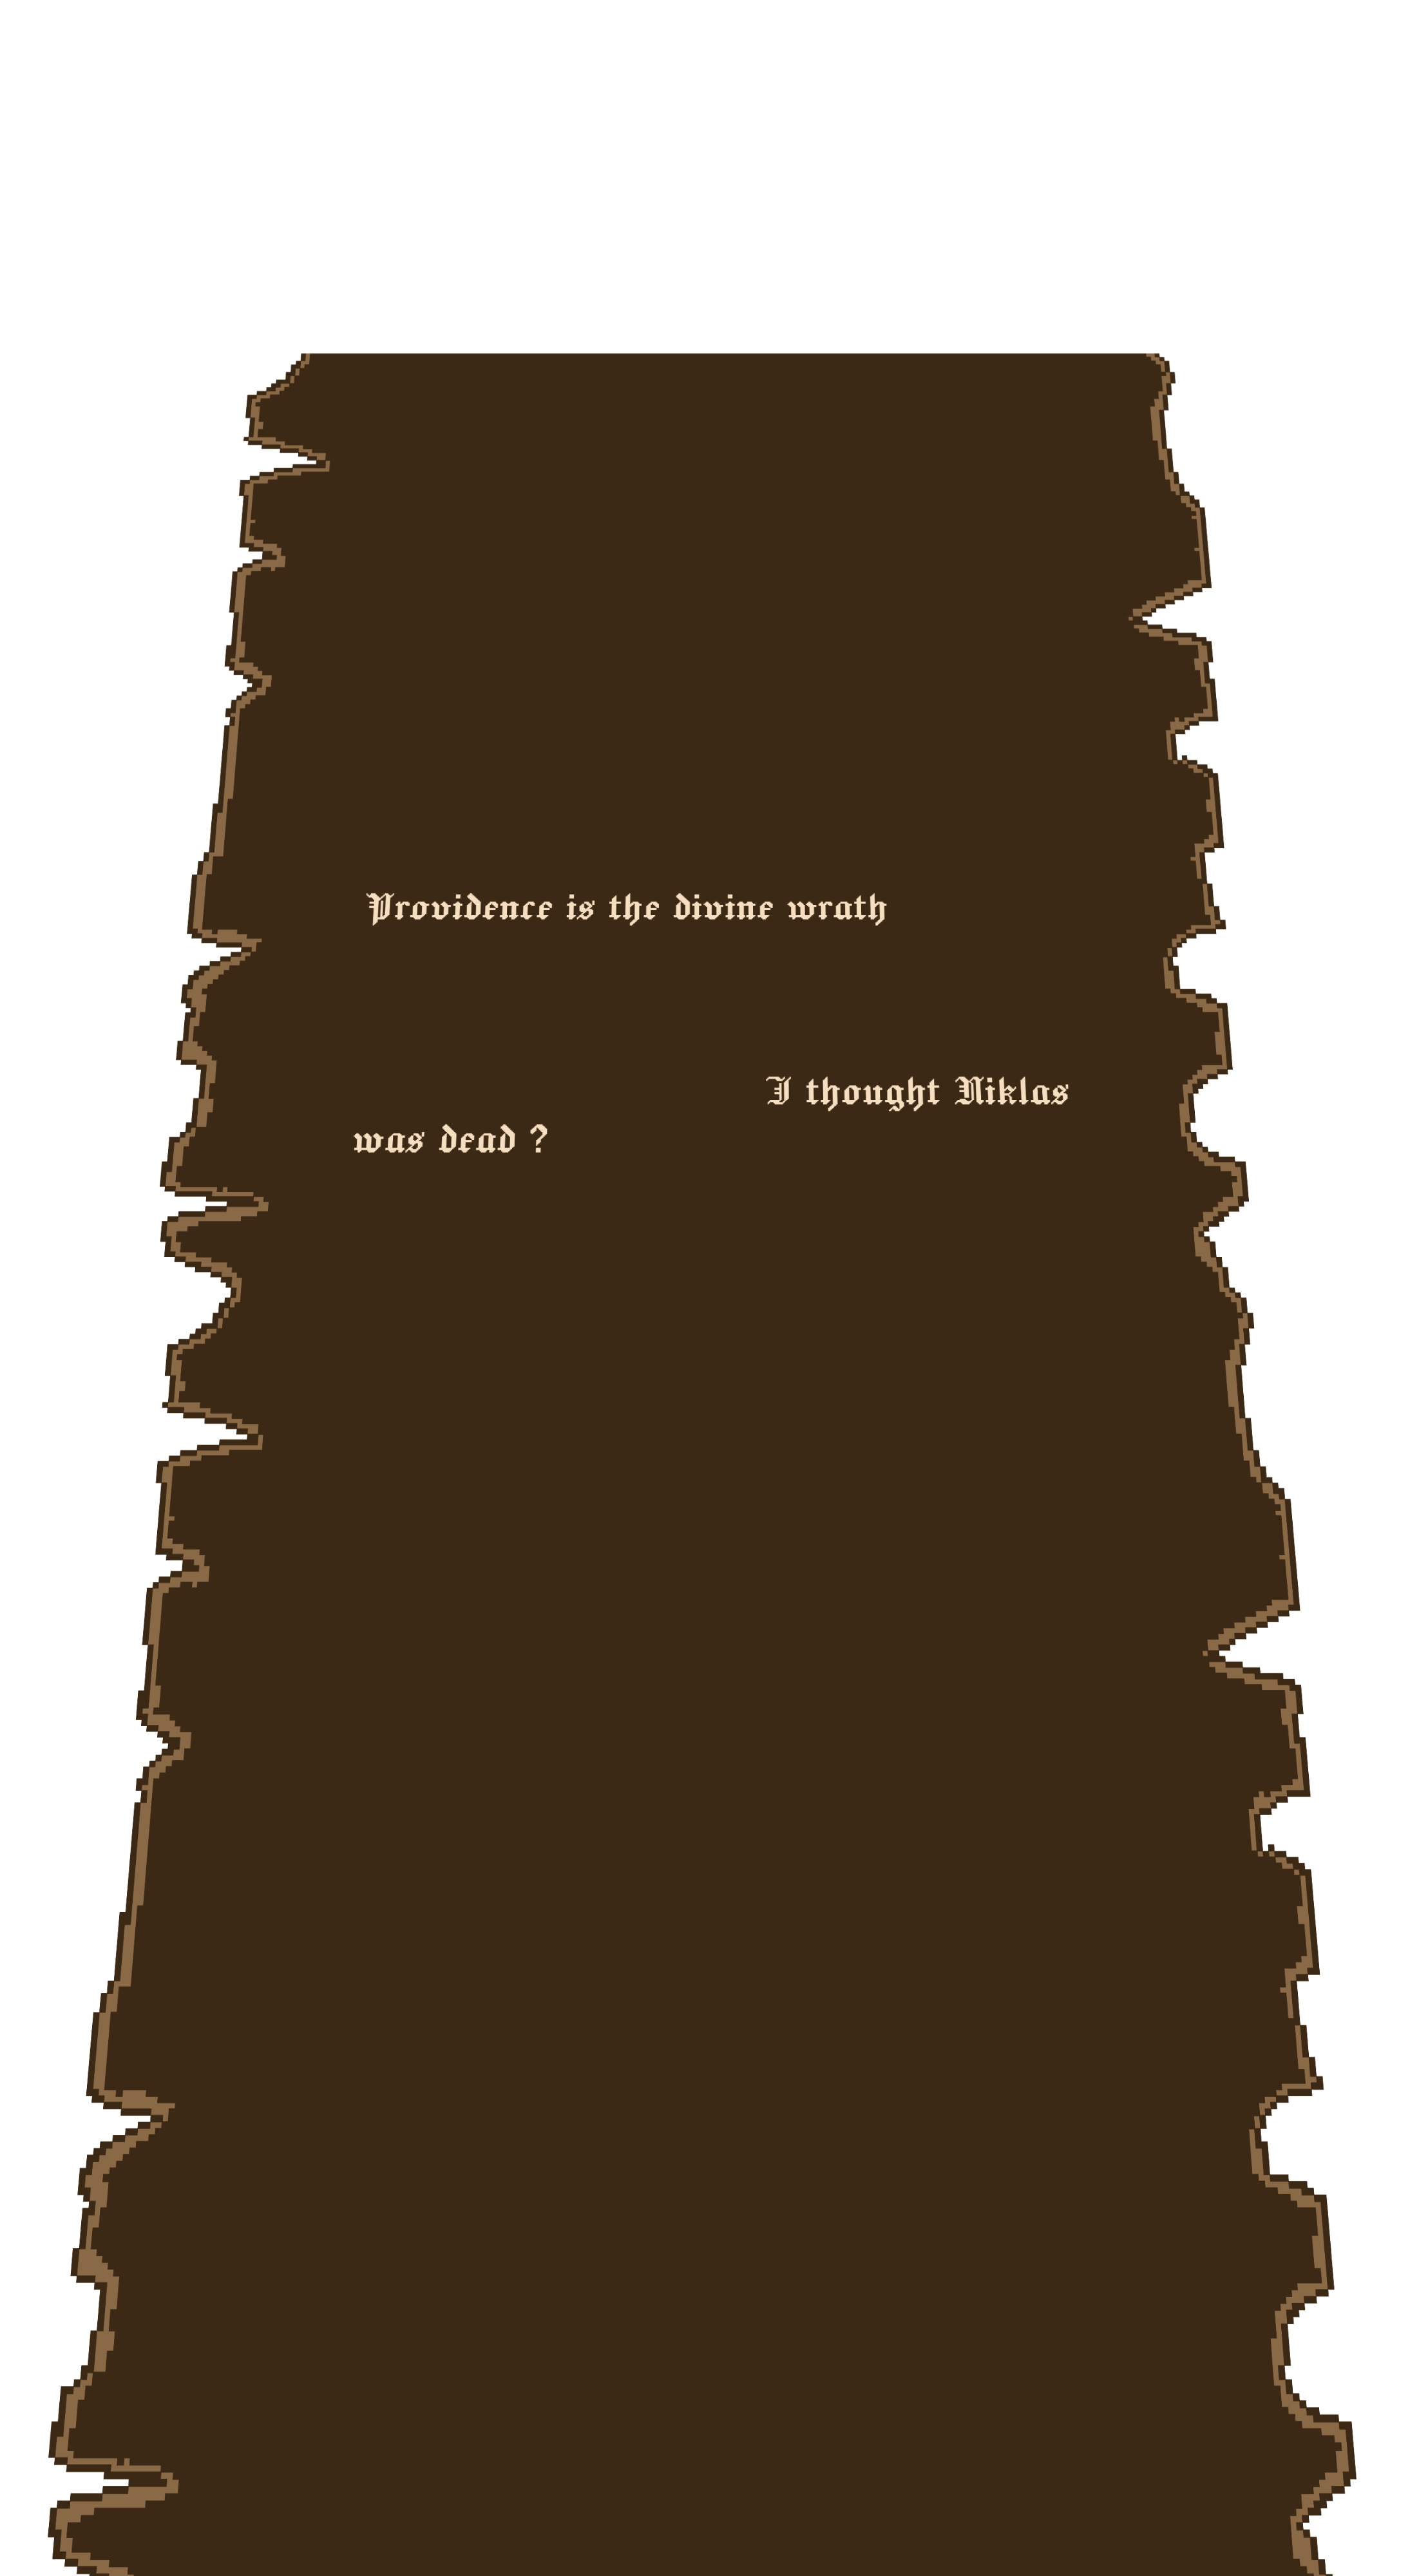 Providence is the divine wrath
I thought Niklas
was dead ?